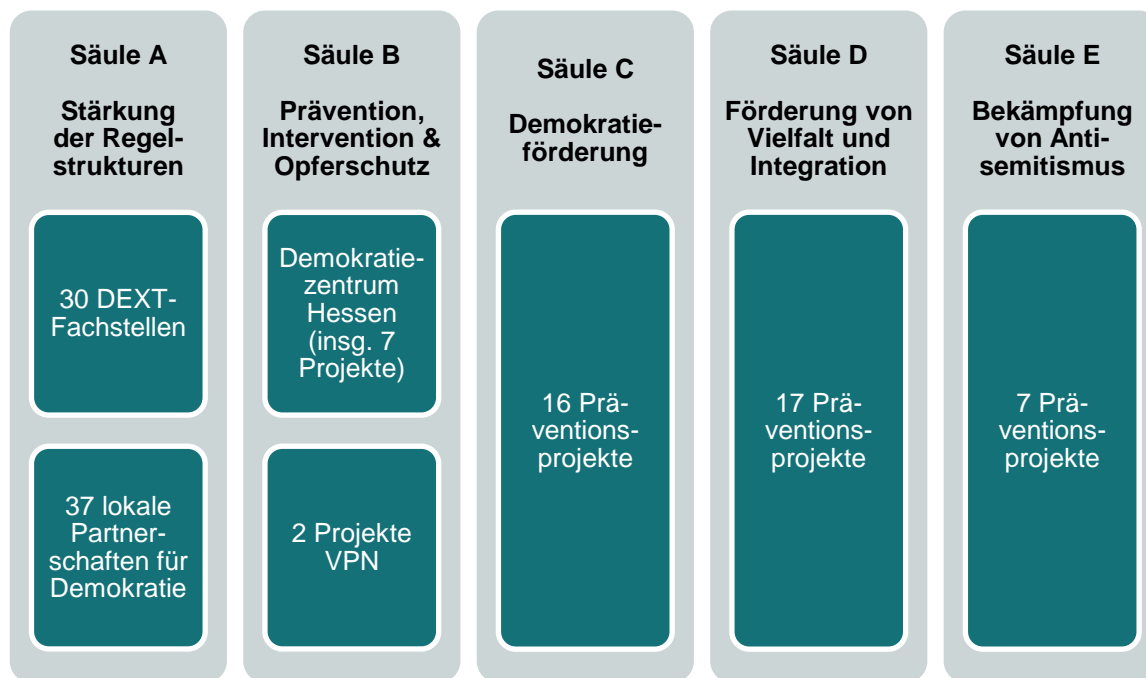 Säule A
Stärkung
der Regel-
strukturen
30 DEXT-
Fachstellen
37 lokale
Partner-
schaften für
Demokratie
Säule B
Prävention,
Intervention &
Opferschutz
Demokratie-
zentrum
Hessen
(insg. 7
Projekte)
2 Projekte
VPN
Säule C
Demokratie-
förderung
16 Prä-
ventions-
projekte
Säule D
Förderung von
Vielfalt und
Integration
17 Prä-
ventions-
projekte
Säule E
Bekämpfung
von Anti-
semitismus
7 Prä-
ventions-
projekte